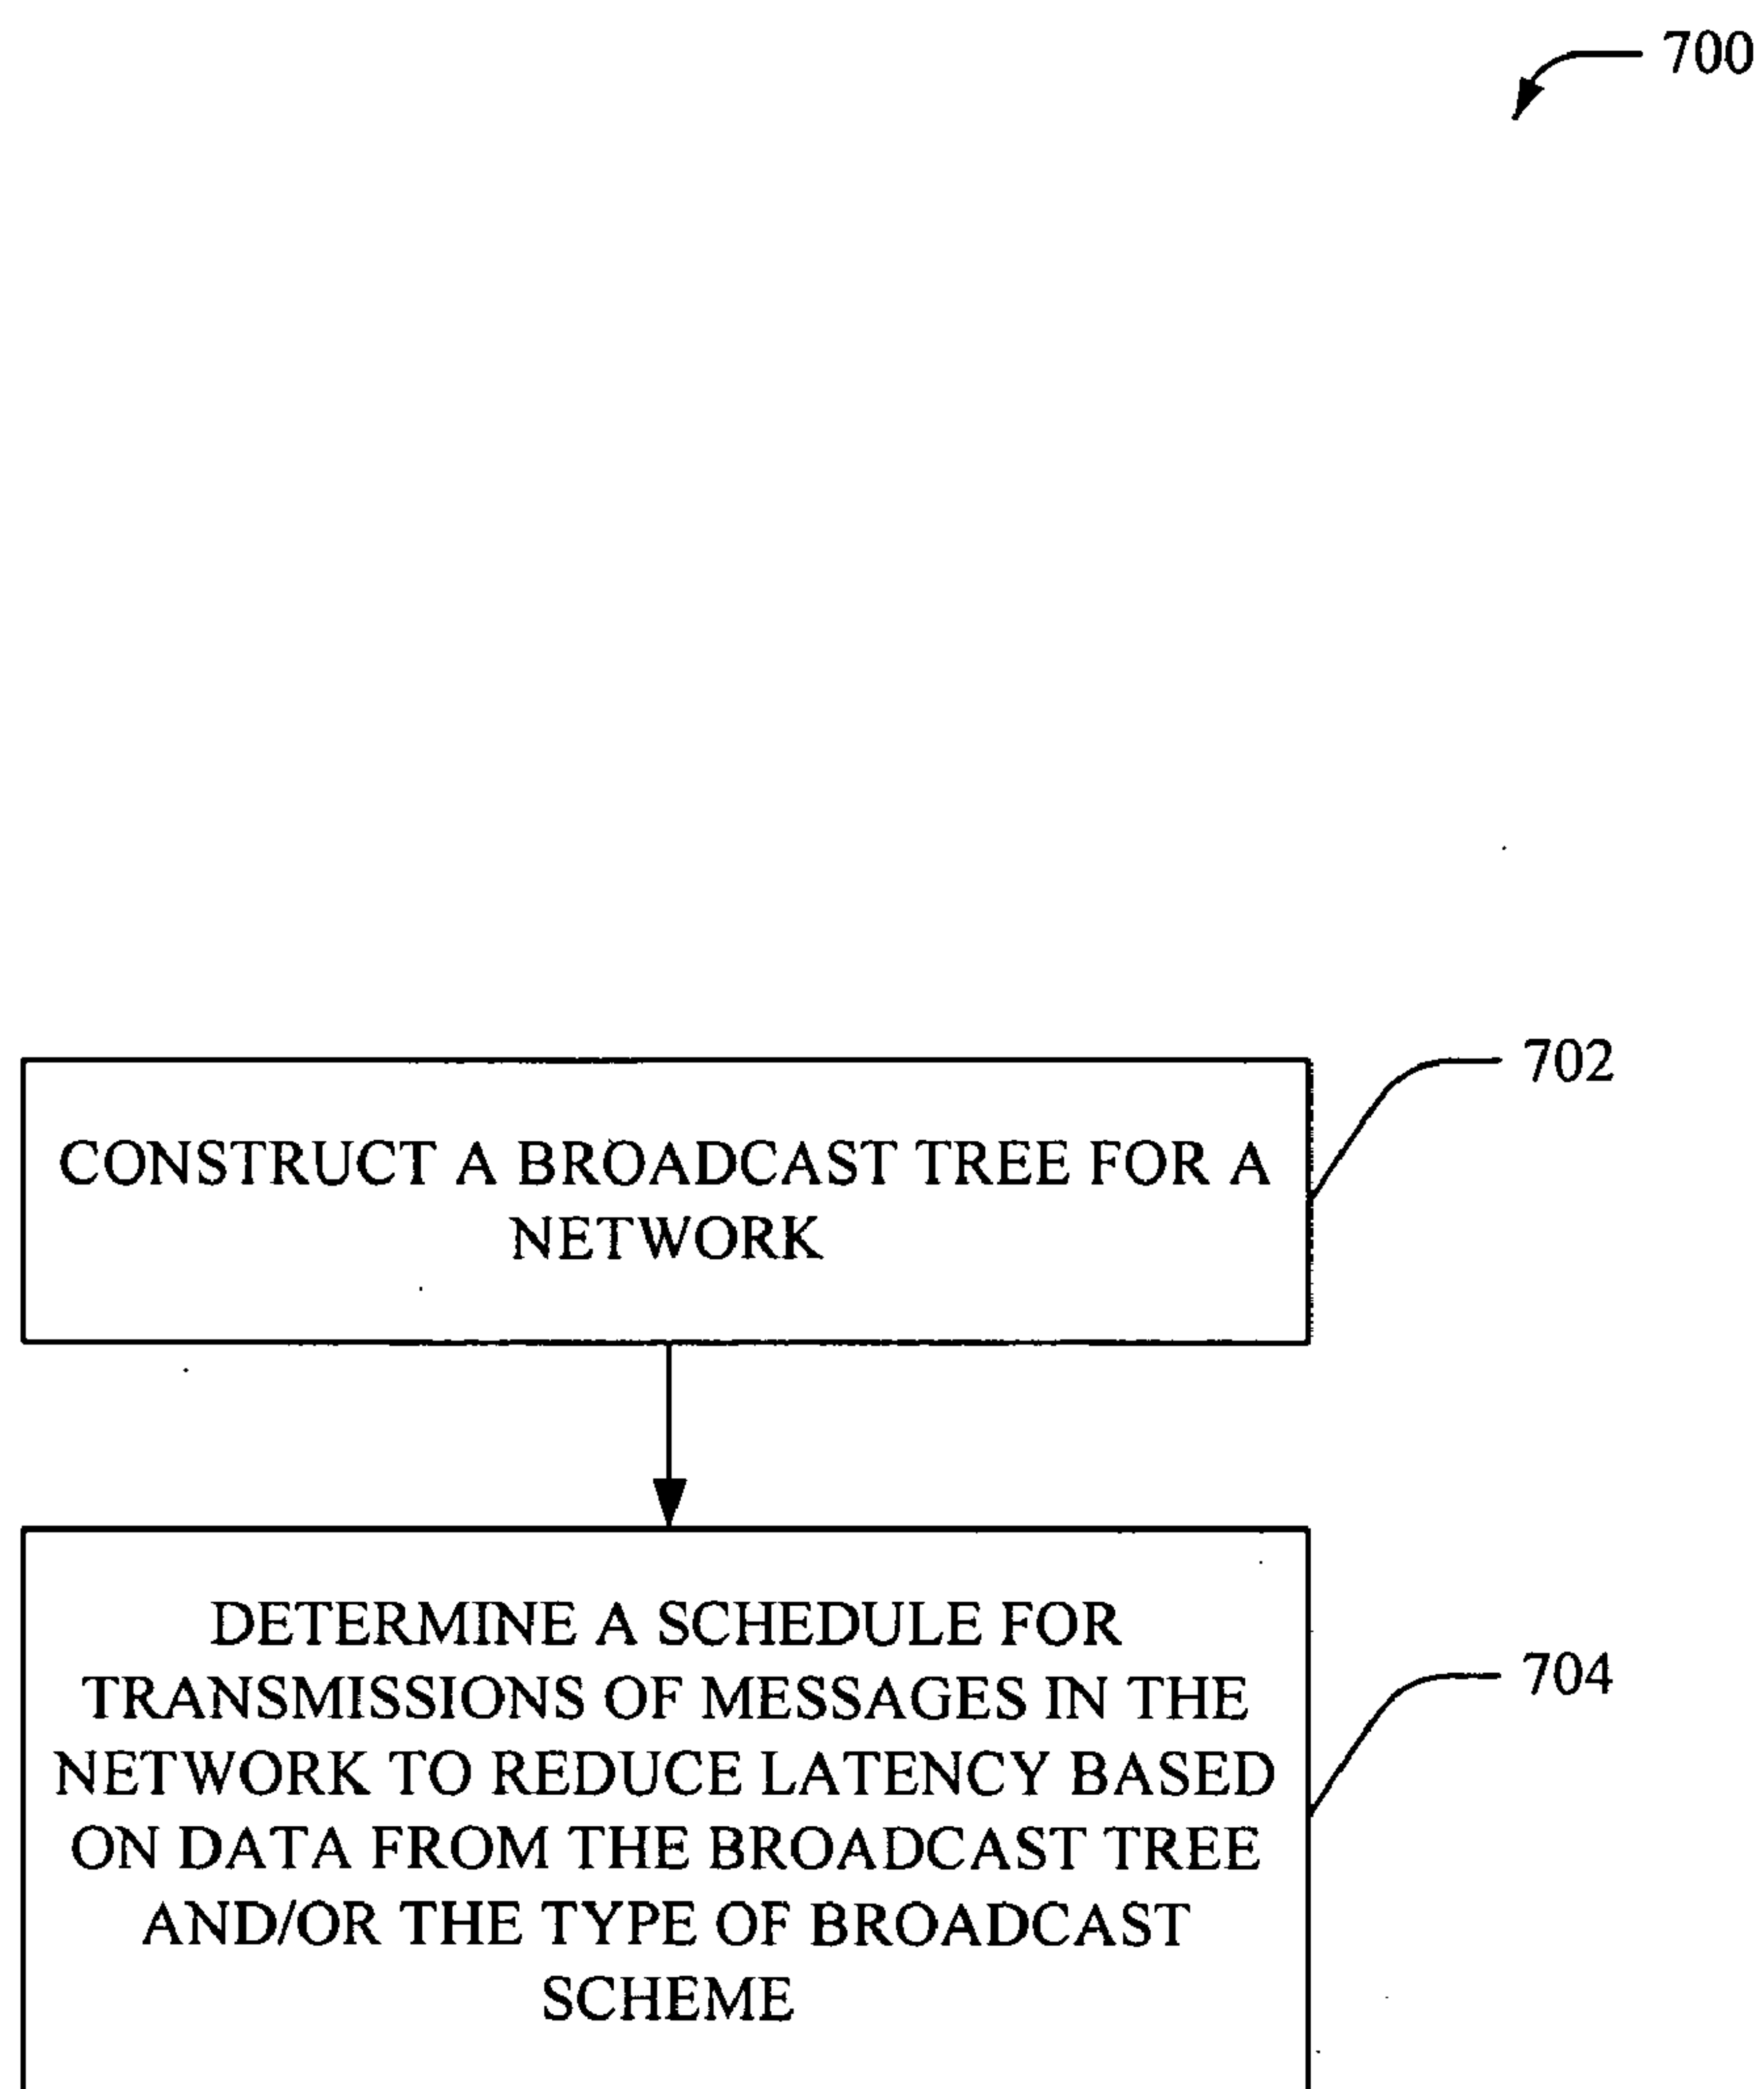 700
702
CONSTRUCT A BROADCAST TREE FOR A
NETWORK
DETERMINE A SCHEDULE FOR
TRANSMISSIONS OF MESSAGES IN THE
704
NETWORK TO REDUCE LATENCY BASED
ON DATA FROM THE BROADCAST TREE
AND/OR THE TYPE OF BROADCAST
SCHEME